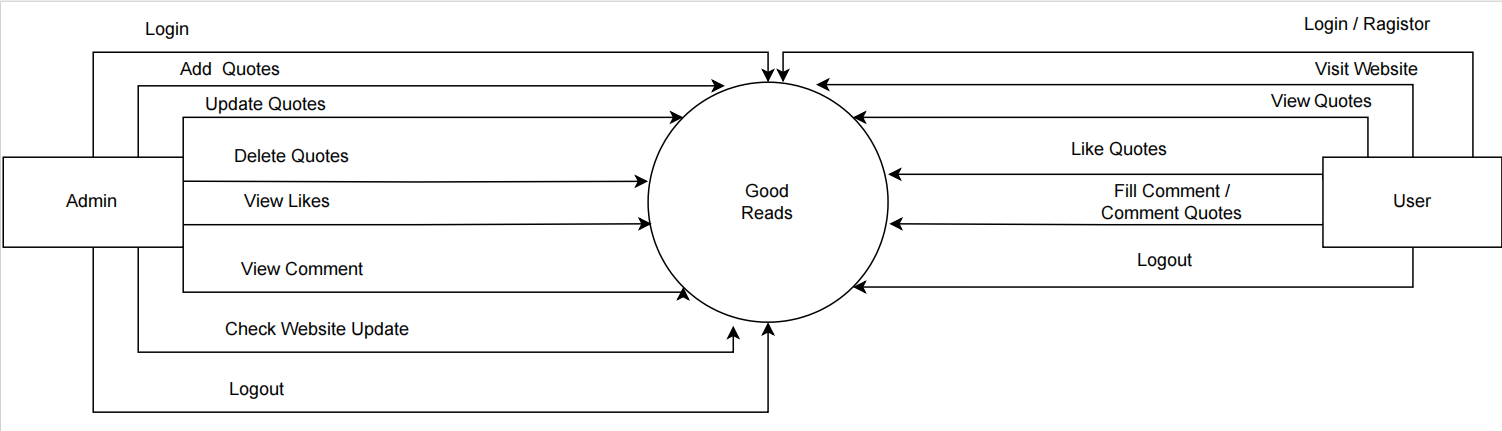 Login
Login / Ragistor
Add Quotes
Visit Website
Update Quotes
View Quotes
Delete Quotes
Like Quotes
Admin
View Likes
Good
Reads
Fill Comment /
Comment Quotes
User
View Comment
Logout
Check Website Update
Logout